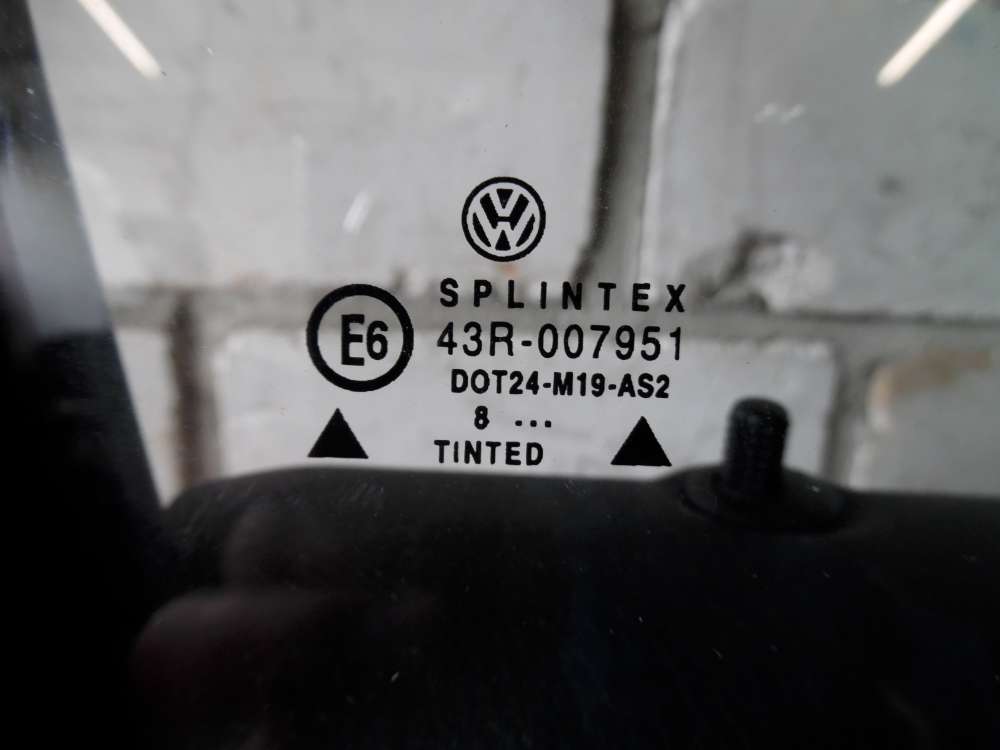 SPLINTEX
E6 43R-007951
DOT24-M19-AS2
8 ...
TINTED